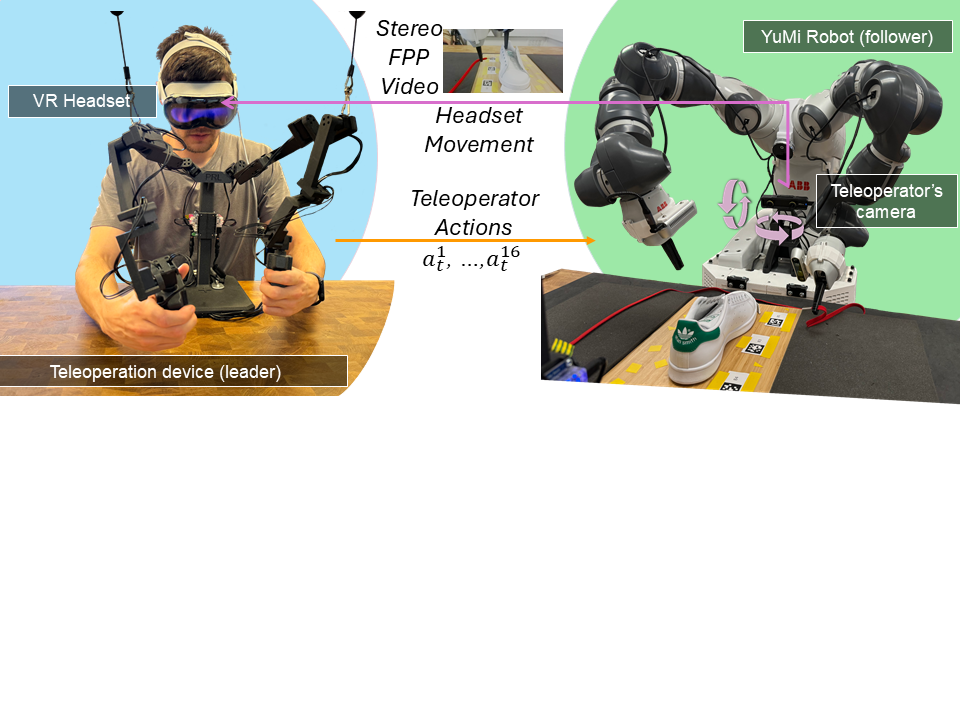 Stereo
FPP
Video
YuMi Robot (follower)
VR Headset
Headset
Movement
ABB
Teleoperator
Actions
Teleoperator's
camera
a_t^1, ...,a_t^16
Teleoperation device (leader)